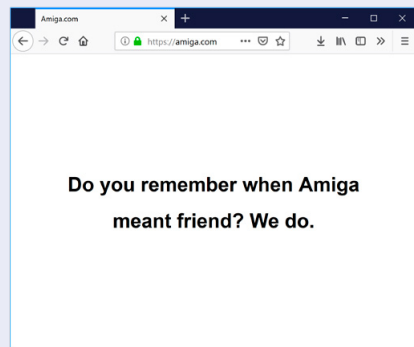 Amiga.com
https://amiga.com
Do you remember when Amiga
meant friend? We do.